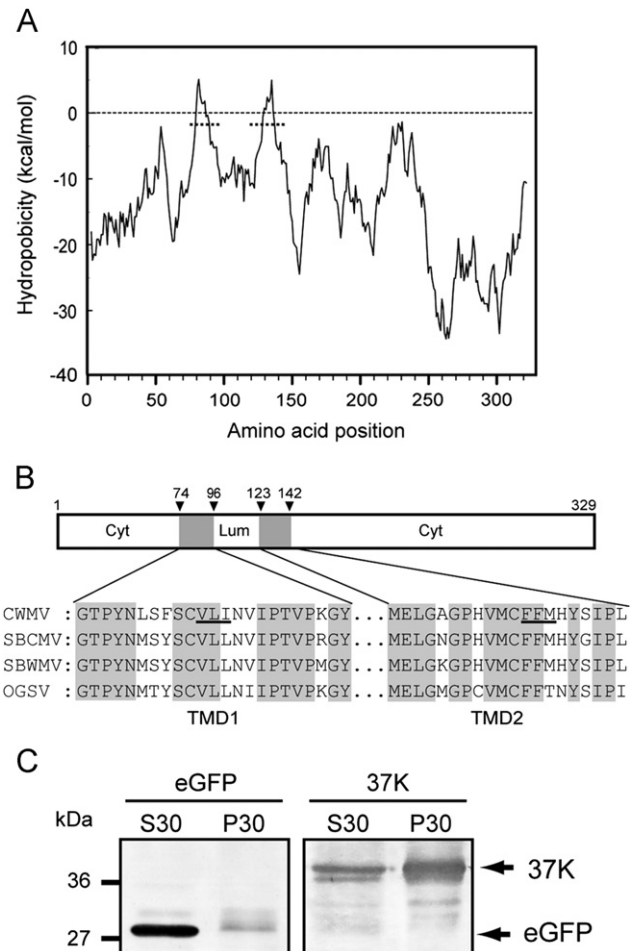 A
Hydropobicity (kcal/mol)
10
0
-10
-20
-30
-40
0 50 100 150 200 250 300
Amino acid position
B
1 74 96 123 142 329
Cyt Lum Cyt
CWMV :GTPYNLSFSCVLINVIPTVPKGY...MELGAGPHVMCFFMHYSIPL
SBCMV:GTPYNMSYSCVLLNVIPTVPKGY...MELGNGPHVMCFFMHYGIPL
SBWMV:GTPYNMSYSCVLLNVIPTVPMGY...MELGNGPHVMCFFMHYSIPL
OGSV :GTPYNMTYSCVLLNIIPTVPKGY...MELGMGPCVMCFFTNYSIPI
TMD1 TMD2
C
eGFP 37K
kDa S30 P30 S30 P30
36
27
37K
eGFP